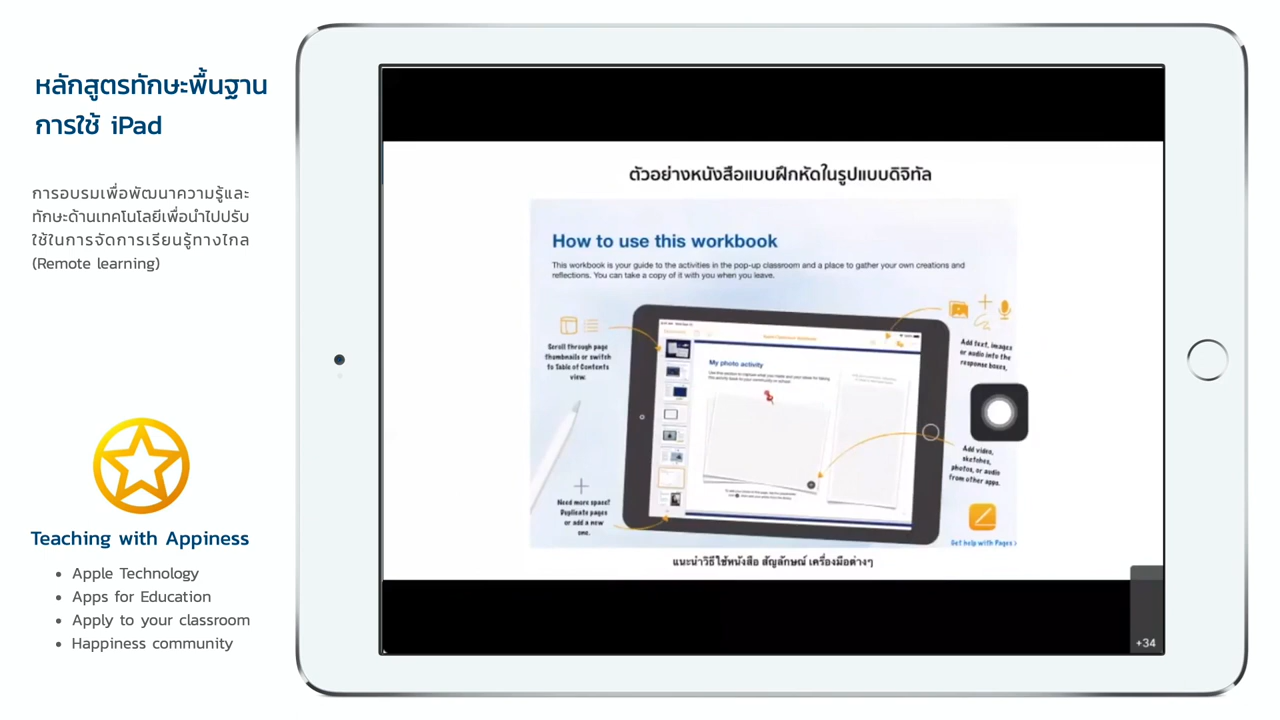 หลักสูตรทักษะพื้นฐาน
การใช้ iPad
การอบรมเพื่อพัฒนาความรู้และ
ทักษะด้านเทคโนโลยีเพื่อนำไปปรับ
ใช้ในการจัดการเรียนรู้ทางไกล
(Remote learning)
Teaching with Appiness
Apple Technology
Apps for Education
Apply to your classroom
Happiness community
ตัวอย่างหนังสือแบบฝึกหัดในรูปแบบดิจิทัล
How to use this workbook
This workbook is your guide to the activities in the pop-up classroom and a place to gather your own creations and
reflections. You can take a copy of it with you when you leave.
Scroll through page
thumbnails or switch
to Table of Contents
view.
Need more space?
Duplicate pages
or add a new
one.
My photo activity
Add text, images
or audio into the
response boxes.
Add video,
sketches,
photos, or audio
from other apps.
Get help with Pages >
แนะนำวิธีใช้หนังสือ สัญลักษณ์ เครื่องมือต่างๆ
+34